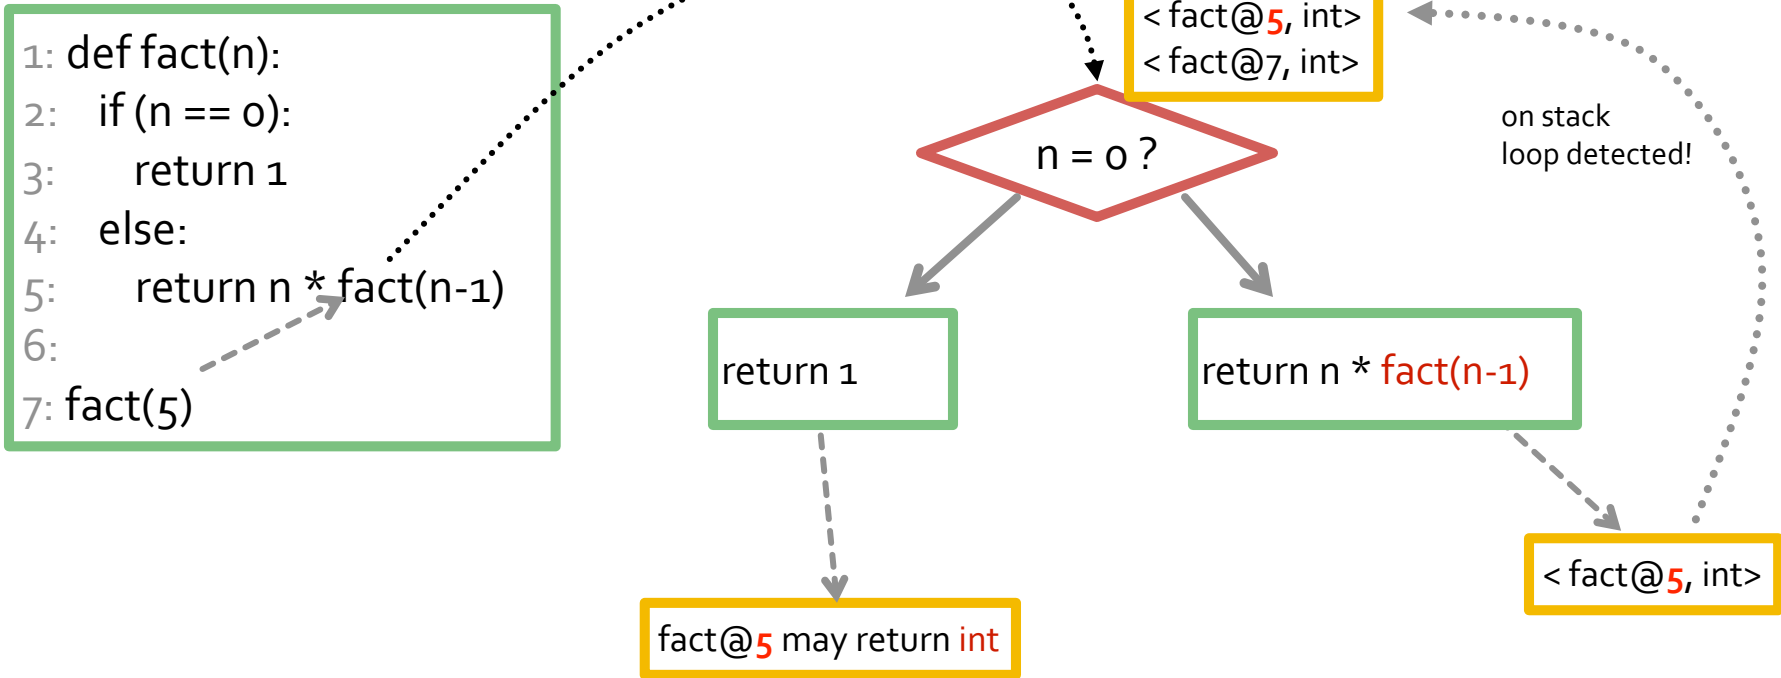 1: def fact(n):
2: if (n == 0):
3: return 1
4: else:
5: return n * fact(n-1)
6:
7: fact(5)
< fact@5, int>
< fact@7, int>
n = 0 ?
on stack
loop detected!
return 1
return n * fact(n-1)
< fact@5, int>
fact@5 may return int